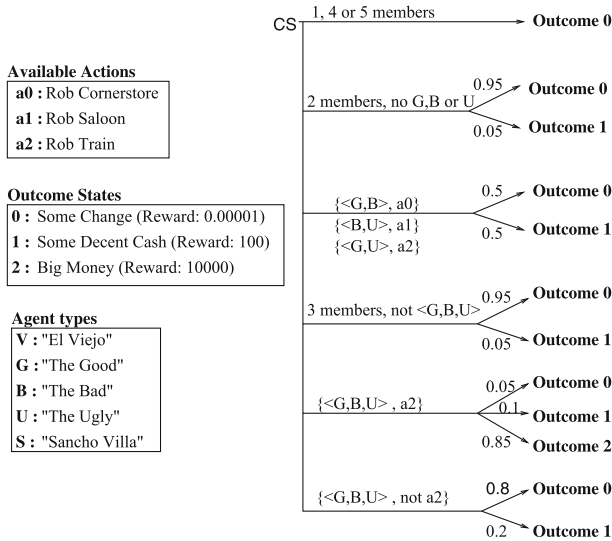 Available Actions
a0 : Rob Cornerstore
a1 : Rob Saloon
a2 : Rob Train
Outcome States
0 : Some Change (Reward: 0.00001)
1 : Some Decent Cash (Reward: 100)
2 : Big Money (Reward: 10000)
Agent types
V : "El Viejo"
G : "The Good"
B : "The Bad"
U : "The Ugly"
S : "Sancho Villa"
CS
1, 4 or 5 members
Outcome 0
2 members, no G,B or U
0.95
Outcome 0
0.05
Outcome 1
{<G,B>, a0}
{<B,U>, a1}
{<G,U>, a2}
0.5
Outcome 0
0.5
Outcome 1
3 members, not <G,B,U>
0.95
Outcome 0
0.05
Outcome 1
{<G,B,U> , a2}
0.05
Outcome 0
0.1
Outcome 1
0.85
Outcome 2
{<G,B,U> , not a2}
0.8
Outcome 0
0.2
Outcome 1